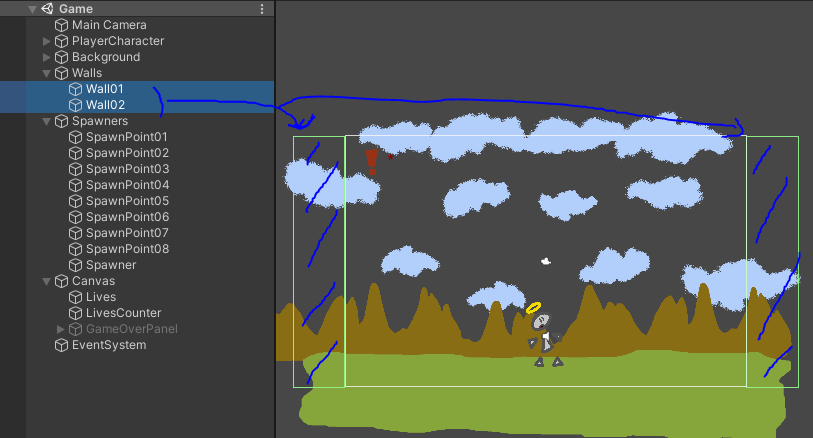 Game
Main Camera
PlayerCharacter
Background
Walls
Wall01
Wall02
Spawners
SpawnPoint01
SpawnPoint02
SpawnPoint03
SpawnPoint04
SpawnPoint05
SpawnPoint06
SpawnPoint07
SpawnPoint08
Spawner
Canvas
Lives
LivesCounter
GameOverPanel
EventSystem